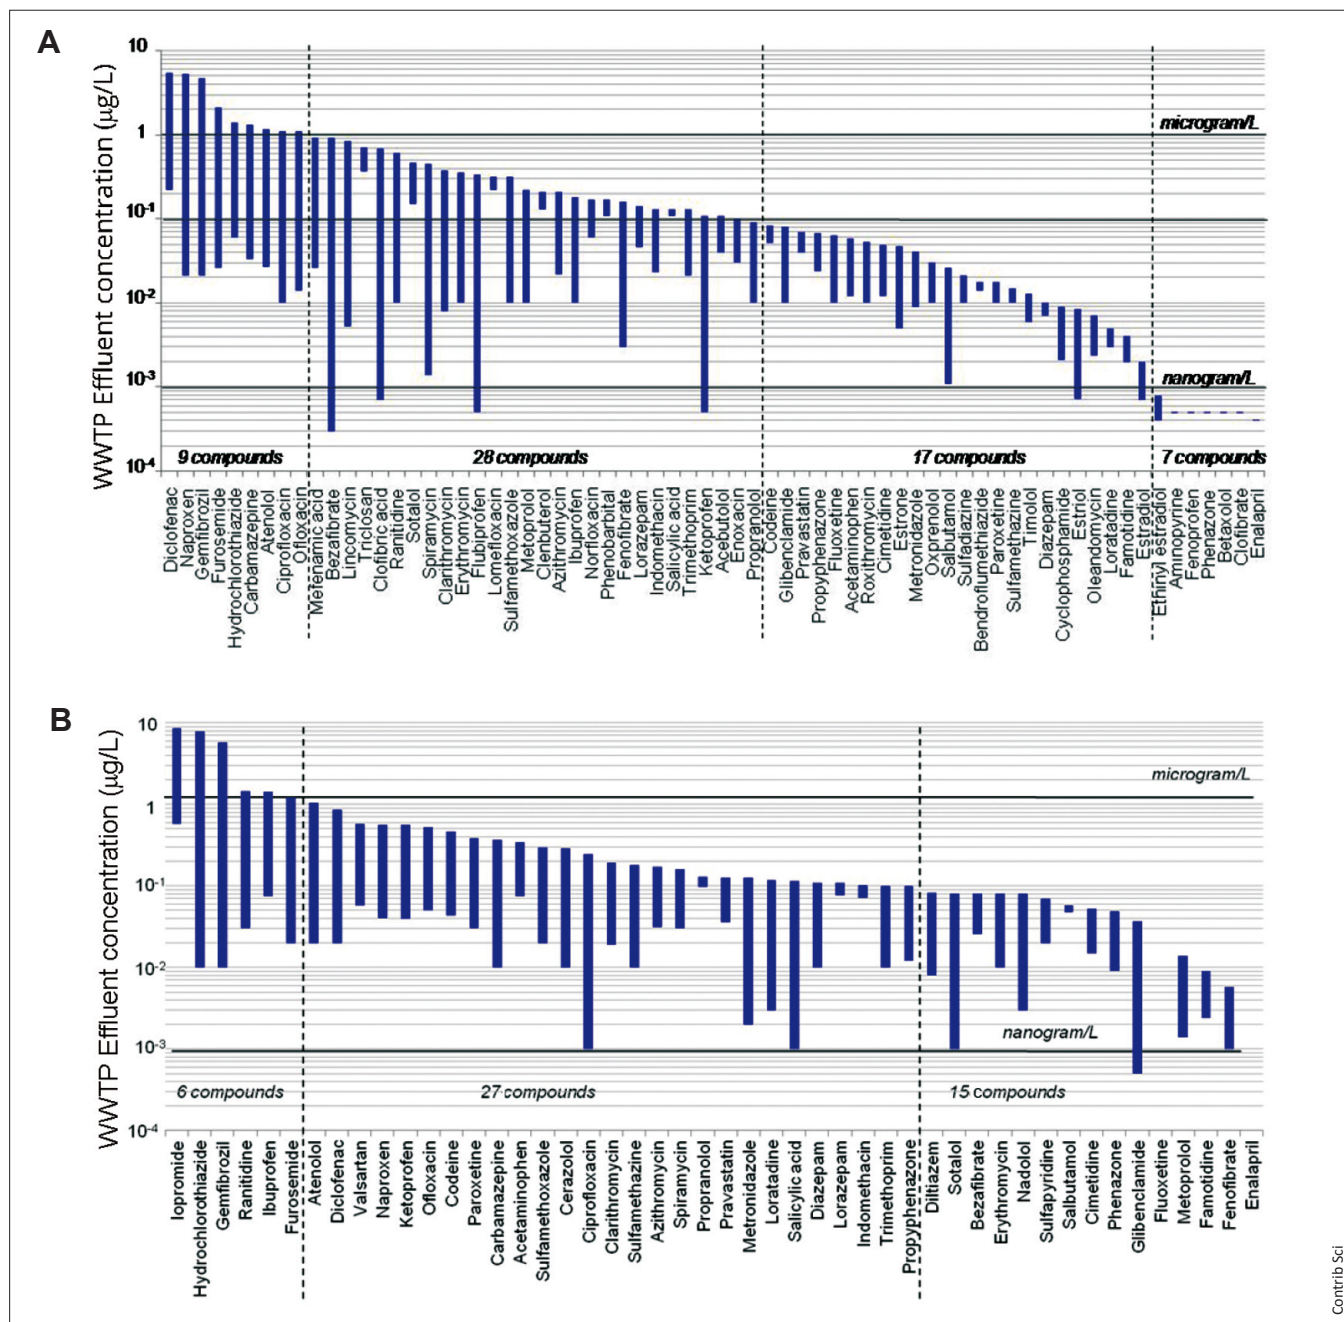 A
WWTP Effluent concentration (µg/L)
10
1
10-1
10-2
10-3
10-4
microgram/L
nanogram/L
9 compounds
28 compounds
17 compounds
7 compounds
Diclofenac
Naproxen
Gemfibrozil
Furosemide
Hydrochlorothiazide
Carbamazepine
Atenolol
Ciprofloxacin
Ofloxacin
Mefenamic acid
Bezafibrate
Lincomycin
Triclosan
Clofibric acid
Ranitidine
Sotalol
Spiramycin
Clarithromycin
Erythromycin
Flubiprofen
Lomefloxacin
Sulfamethoxazole
Metoprolol
Clenbuterol
Azithromycin
Ibuprofen
Norfloxacin
Phenobarbital
Fenofibrate
Lorazepam
Indomethacin
Salicylic acid
Trimethoprim
Ketoprofen
Acebutolol
Enoxacin
Propranolol
Codeine
Glibenclamide
Pravastatin
Propyphenazone
Fluoxetine
Acetaminophen
Roxithromycin
Cimetidine
Estrone
Metronidazole
Oxprenolol
Salbutamol
Sulfadiazine
Bendroflumethiazide
Paroxetine
Sulfamethazine
Timolol
Diazepam
Cyclophosphamide
Estriol
Oleandomycin
Loratadine
Famotidine
Estradiol
Ethinyl estradiol
Aminopyrine
Fenoprofen
Phenazone
Betaxolol
Clofibrate
Enalapril
B
WWTP Effluent concentration (µg/L)
10
1
10-1
10-2
10-3
10-4
microgram/L
nanogram/L
6 compounds
27 compounds
15 compounds
Iopromide
Hydrochlorothiazide
Gemfibrozil
Ranitidine
Ibuprofen
Furosemide
Atenolol
Diclofenac
Valsartan
Naproxen
Ketoprofen
Ofloxacin
Codeine
Paroxetine
Carbamazepine
Acetaminophen
Sulfamethoxazole
Cerazolol
Ciprofloxacin
Clarithromycin
Sulfamethazine
Azithromycin
Spiramycin
Propranolol
Pravastatin
Metronidazole
Loratadine
Salicylic acid
Diazepam
Lorazepam
Indomethacin
Trimethoprim
Propyphenazone
Diltiazem
Sotalol
Bezafibrate
Erythromycin
Nadolol
Sulfapyridine
Salbutamol
Cimetidine
Phenazone
Glibenclamide
Fluoxetine
Metoprolol
Famotidine
Fenofibrate
Enalapril
Contrib Sci